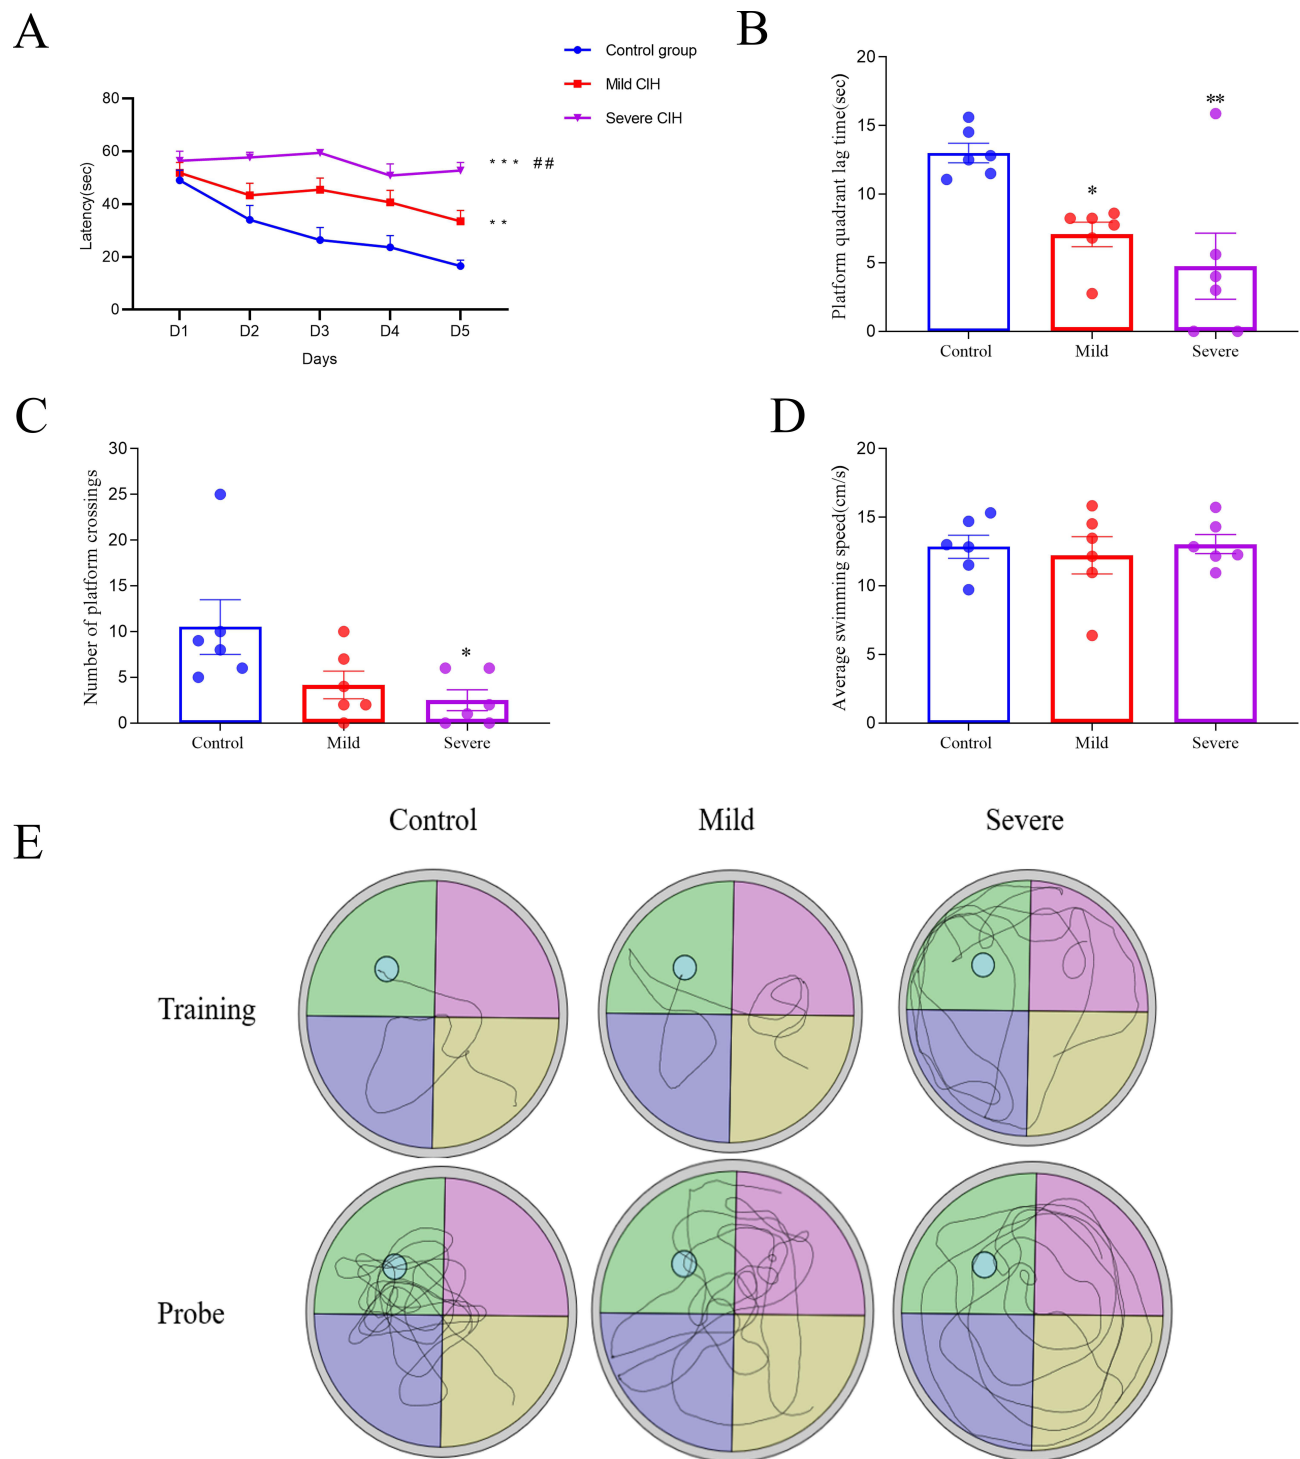 A
Control group
Mild CIH
Severe CIH
80
60
40
20
0
Latency(sec)
*** ##
**
D1 D2 D3 D4 D5
Days
B
20
15
10
5
0
Platform quadrant lag time(sec)
*
**
Control Mild Severe
C
30
25
20
15
10
5
0
Number of platform crossings
*
Control Mild Severe
D
20
15
10
5
0
Average swimming speed(cm/s)
Control Mild Severe
E
Control Mild Severe
Training
Probe